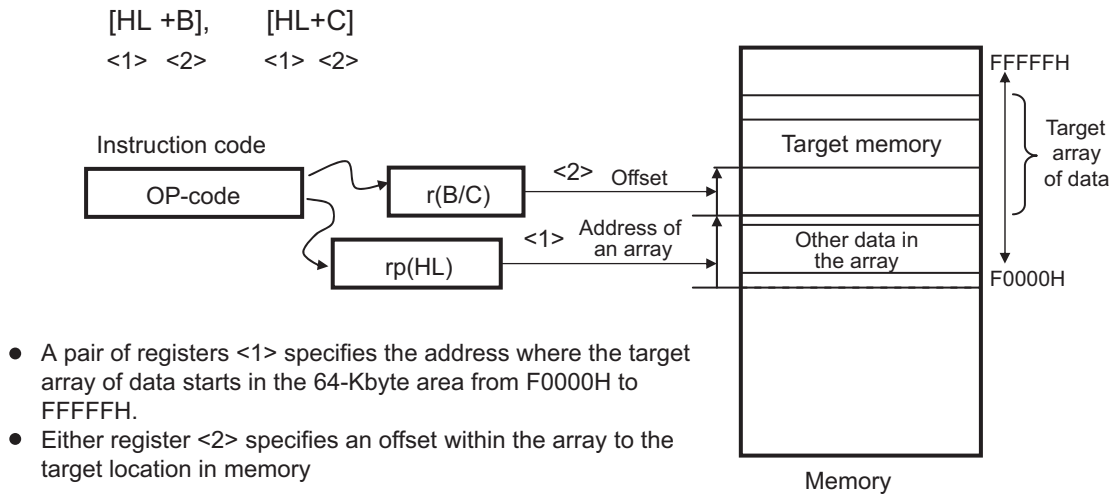 [HL +B], [HL+C]
<1> <2> <1> <2>
Instruction code
OP-code
r(B/C)
<2> Offset
rp(HL)
<1> Address of
an array
FFFFFH
Target memory
Target
array
of data
Other data in
the array
F0000H
Memory
● A pair of registers <1> specifies the address where the target
array of data starts in the 64-Kbyte area from F0000H to
FFFFFH.
● Either register <2> specifies an offset within the array to the
target location in memory